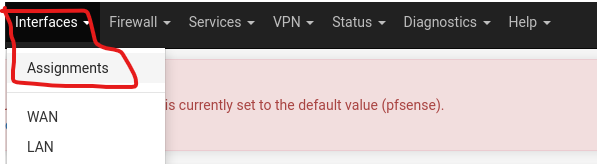 Interfaces Firewall Services VPN Status Diagnostics Help
Assignments
is currently set to the default value (pfsense).
WAN
LAN